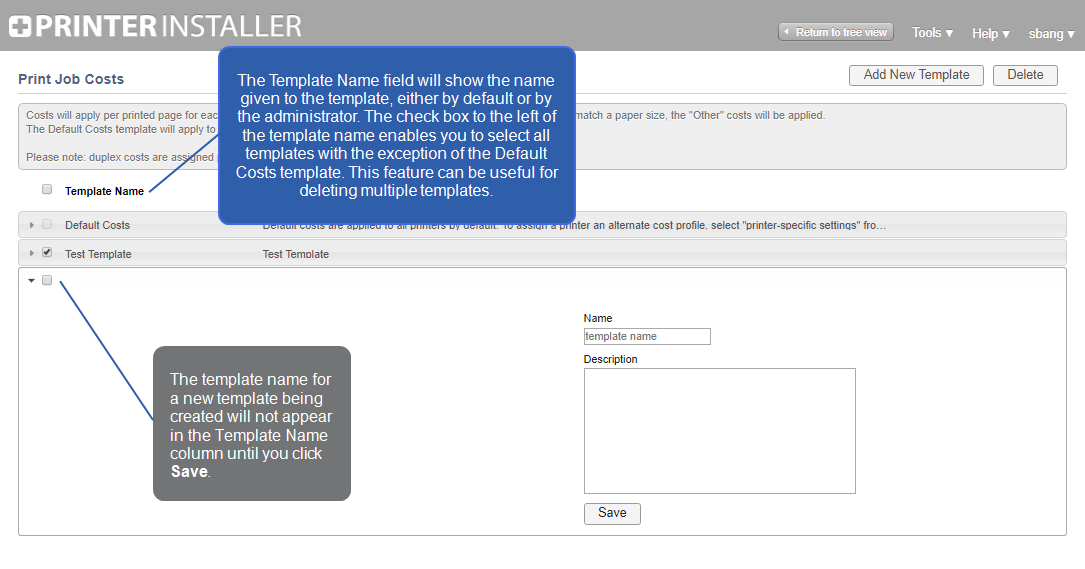 PRINTER INSTALLER
Return to tree view
Tools ▾
Help ▾
sbang ▾
Print Job Costs
Add New Template
Delete
Costs will apply per printed page for eac
match a paper size, the "Other" costs will be applied.
The Default Costs template will apply to
Please note: duplex costs are assigned
The Template Name field will show the name
given to the template, either by default or by
the administrator. The check box to the left of
the template name enables you to select all
templates with the exception of the Default
Costs template. This feature can be useful for
deleting multiple templates.
Template Name
Default Costs
Default costs are applied to all printers by default. To assign a printer an alternate cost profile, select "printer-specific settings" fro…
Test Template
Test Template
Name
template name
Description
Save
The template name for
a new template being
created will not appear
in the Template Name
column until you click
Save.